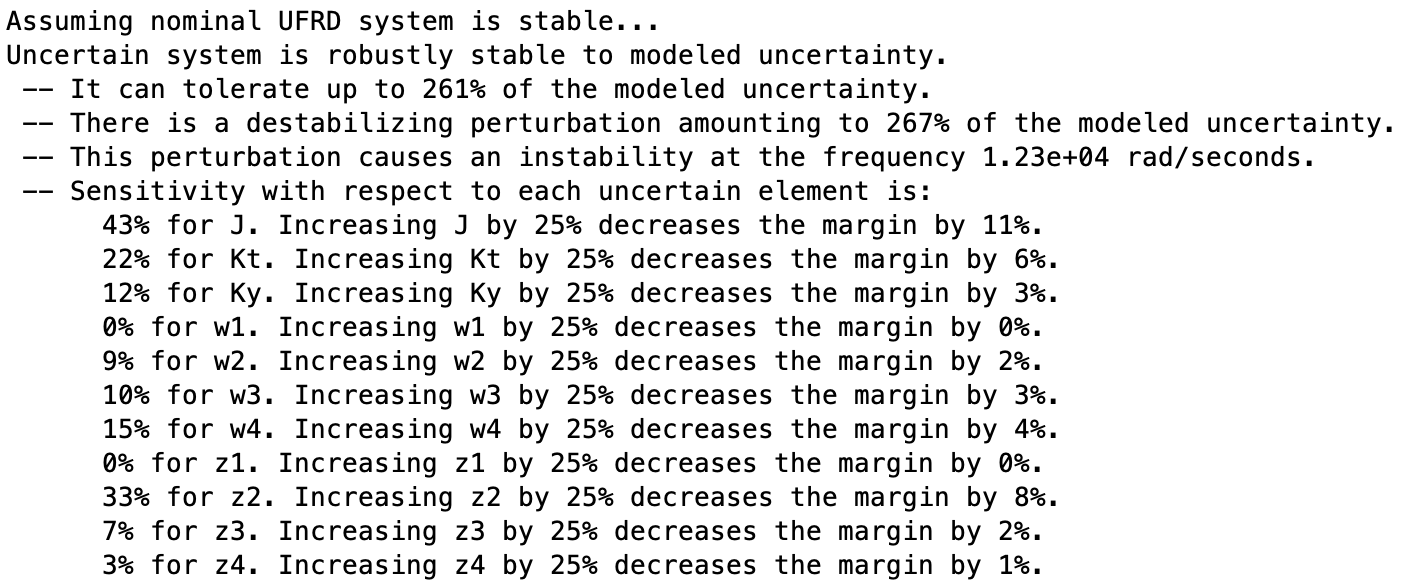 Assuming nominal UFRD system is stable...
Uncertain system is robustly stable to modeled uncertainty.
-- It can tolerate up to 261% of the modeled uncertainty.
-- There is a destabilizing perturbation amounting to 267% of the modeled uncertainty.
-- This perturbation causes an instability at the frequency 1.23e+04 rad/seconds.
-- Sensitivity with respect to each uncertain element is:
43% for J. Increasing J by 25% decreases the margin by 11%.
22% for Kt. Increasing Kt by 25% decreases the margin by 6%.
12% for Ky. Increasing Ky by 25% decreases the margin by 3%.
0% for w1. Increasing w1 by 25% decreases the margin by 0%.
9% for w2. Increasing w2 by 25% decreases the margin by 2%.
10% for w3. Increasing w3 by 25% decreases the margin by 3%.
15% for w4. Increasing w4 by 25% decreases the margin by 4%.
0% for z1. Increasing z1 by 25% decreases the margin by 0%.
33% for z2. Increasing z2 by 25% decreases the margin by 8%.
7% for z3. Increasing z3 by 25% decreases the margin by 2%.
3% for z4. Increasing z4 by 25% decreases the margin by 1%.